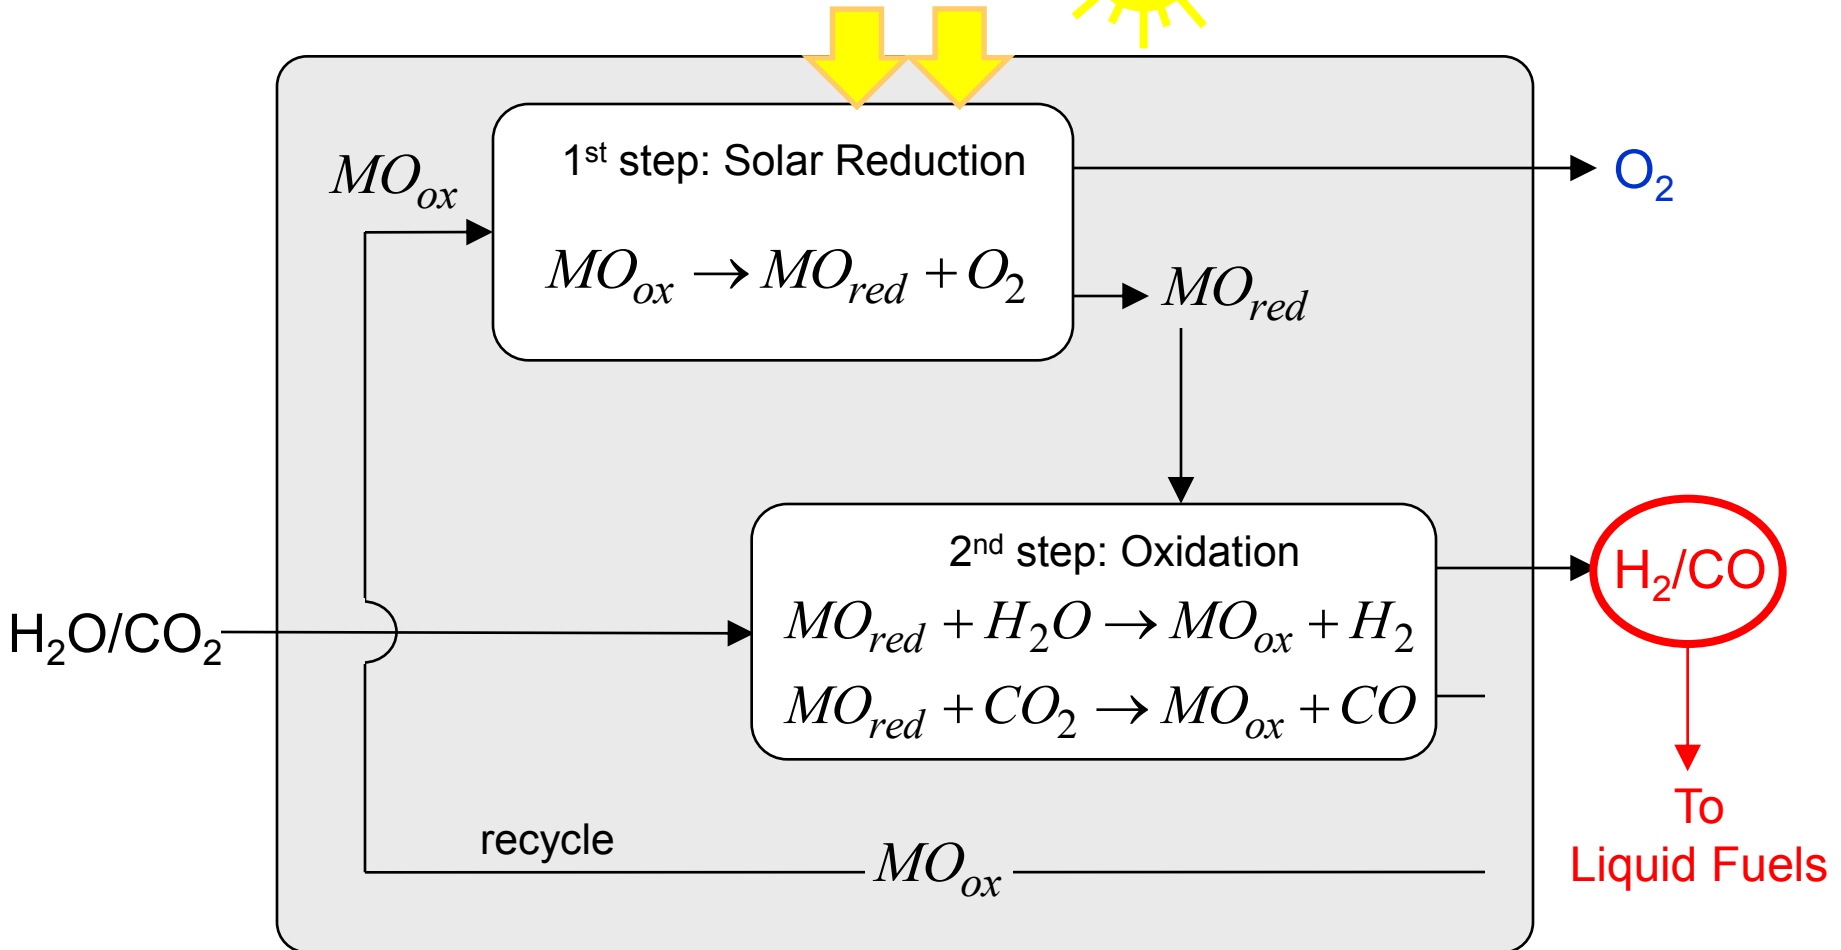 1st step: Solar Reduction
MOox
O2
MOox → MOred + O2
MOred
2nd step: Oxidation
H2/CO
MOred + H2O → MOox + H2
H2O/CO2
MOred + CO2 → MOox + CO
To
Liquid Fuels
recycle
MOox